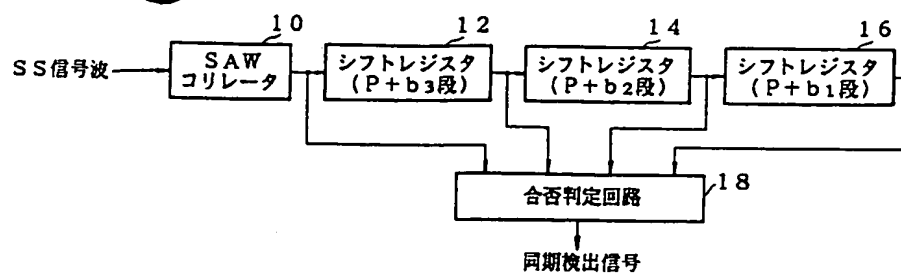 10
12
14
16
SS信号波
SAW
コリレータ
シフトレジスタ
(P+b3段)
シフトレジスタ
(P+b2段)
シフトレジスタ
(P+b1段)
合否判定回路
18
同期検出信号